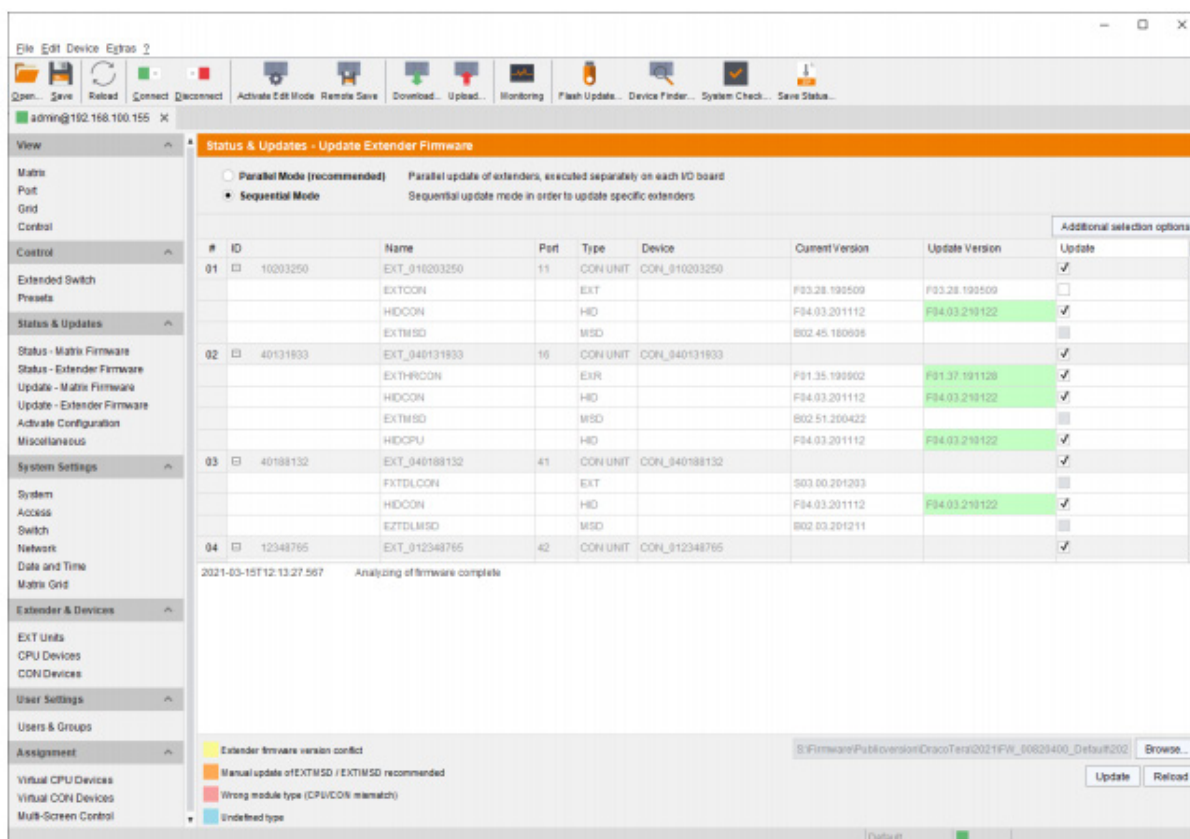 File Edit Device Extras ?
Open... Save Reload Connect Disconnect Activate Edit Mode Remote Save Download... Upload... Monitoring Flash Update... Device Finder... System Check... Save Status...
admin@192.168.100.155
View
Matrix
Port
Grid
Control
Control
Extended Switch
Presets
Status & Updates
Status - Matrix Firmware
Status - Extender Firmware
Update - Matrix Firmware
Update - Extender Firmware
Activate Configuration
Miscellaneous
System Settings
System
Access
Switch
Network
Date and Time
Matrix Grid
Extender & Devices
EXT Units
CPU Devices
CON Devices
User Settings
Users & Groups
Assignment
Virtual CPU Devices
Virtual CON Devices
Multi-Screen Control
Status & Updates - Update Extender Firmware
Parallel Mode (recommended) Parallel update of extenders, executed separately on each I/O board
Sequential Mode Sequential update mode in order to update specific extenders
Additional selection options
# ID Name Port Type Device Current Version Update Version Update
01 10203250 EXT_010203250 11 CON UNIT CON_010203250
EXTCON EXT F03.28.190509 F03.28.190509
HIDCON HID F04.03.201112 F04.03.210122
EXTMSD MSD B02.45.180606
02 40131933 EXT_040131933 16 CON UNIT CON_040131933
EXTHRCON EXR F01.35.190902 F01.37.191128
HIDCON HID F04.03.201112 F04.03.210122
EXTMSD MSD B02.51.200422
HIDCPU HID F04.03.201112 F04.03.210122
03 40188132 EXT_040188132 41 CON UNIT CON_040188132
FXTDLCON EXT S03.00.201203
HIDCON HID F04.03.201112 F04.03.210122
EZTDLMSD MSD B02.03.201211
04 12348765 EXT_012348765 42 CON UNIT CON_012348765
2021-03-15T12:13:27.567 Analyzing of firmware complete
Extender firmware version conflict
Manual update of EXTMSD / EXTIMSD recommended
Wrong module type (CPU/CON mismatch)
Undefined type
S:\Firmware\Publicversion\DracoTera\2021\FW_00820400_Default\202 Browse...
Update Reload
Default